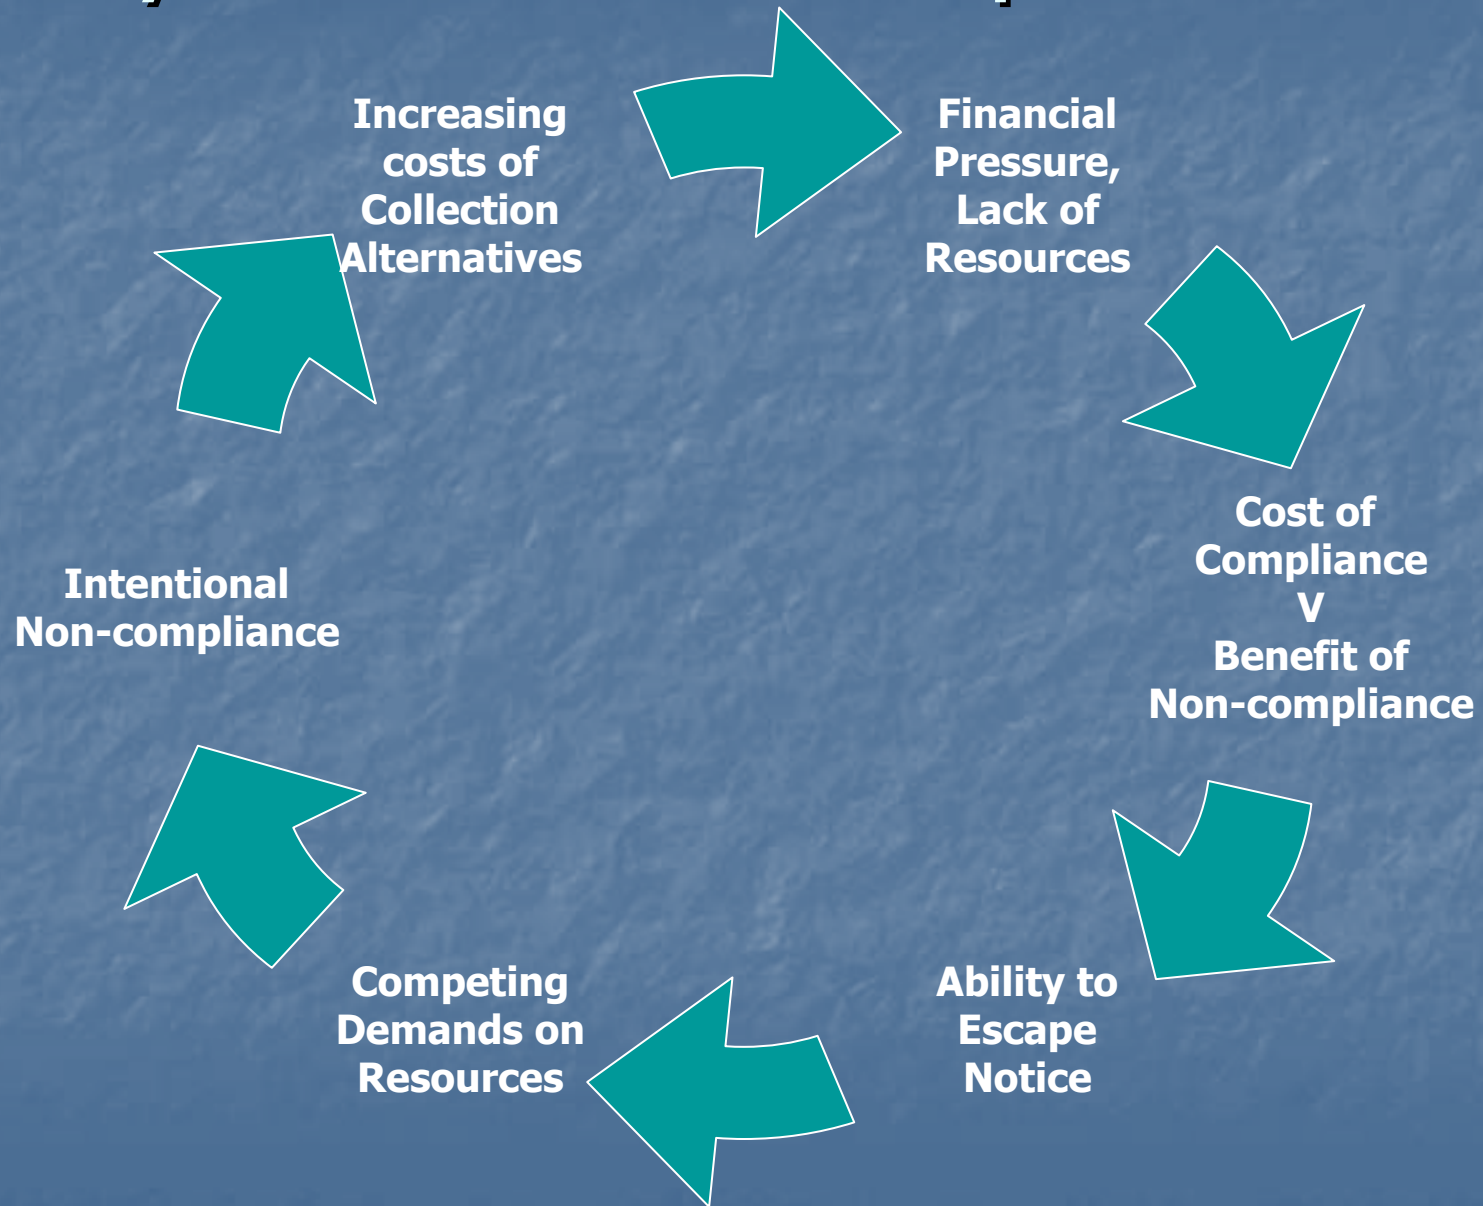 Increasing
costs of
Collection
Alternatives
Financial
Pressure,
Lack of
Resources
Cost of
Compliance
V
Benefit of
Non-compliance
Ability to
Escape
Notice
Competing
Demands on
Resources
Intentional
Non-compliance